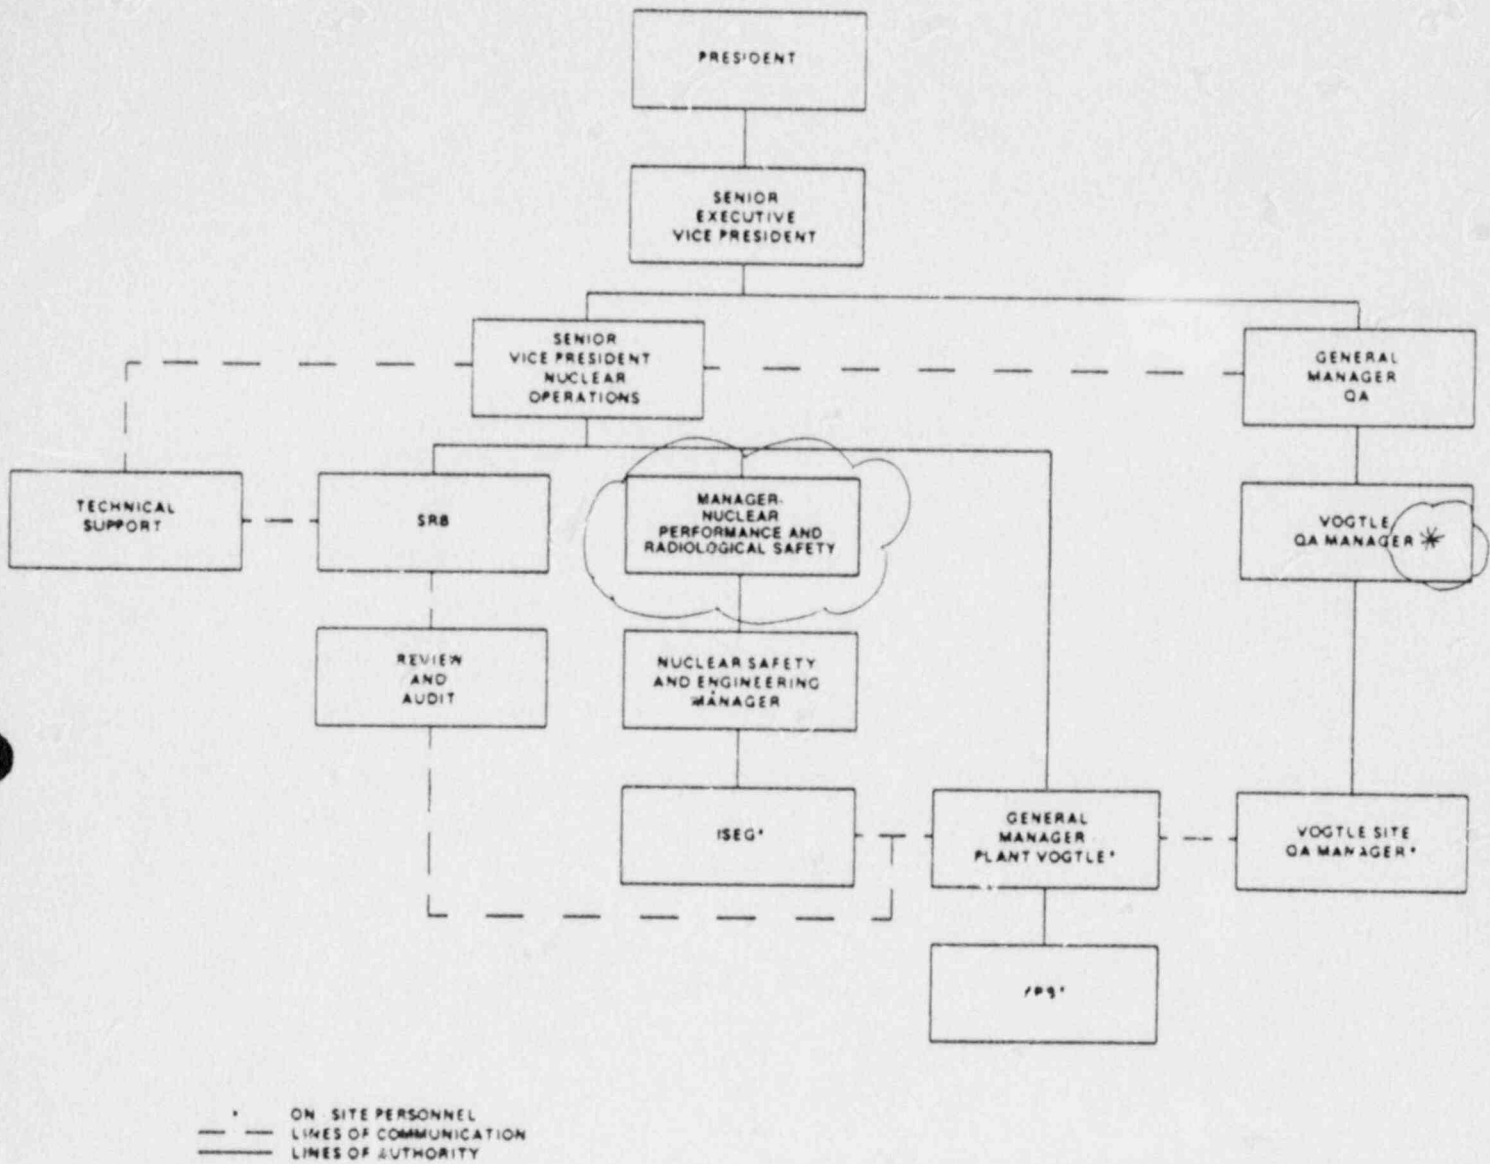 PRESIDENT
SENIOR
EXECUTIVE
VICE PRESIDENT
SENIOR
VICE PRESIDENT
NUCLEAR
OPERATIONS
GENERAL
MANAGER
QA
TECHNICAL
SUPPORT
SRB
MANAGER-
NUCLEAR
PERFORMANCE AND
RADIOLOGICAL SAFETY
VOGTLE
QA MANAGER *
REVIEW
AND
AUDIT
NUCLEAR SAFETY
AND ENGINEERING
MANAGER
ISEG*
GENERAL
MANAGER
PLANT VOGTLE*
VOGTLE SITE
QA MANAGER*
* ON-SITE PERSONNEL
LINES OF COMMUNICATION
LINES OF AUTHORITY